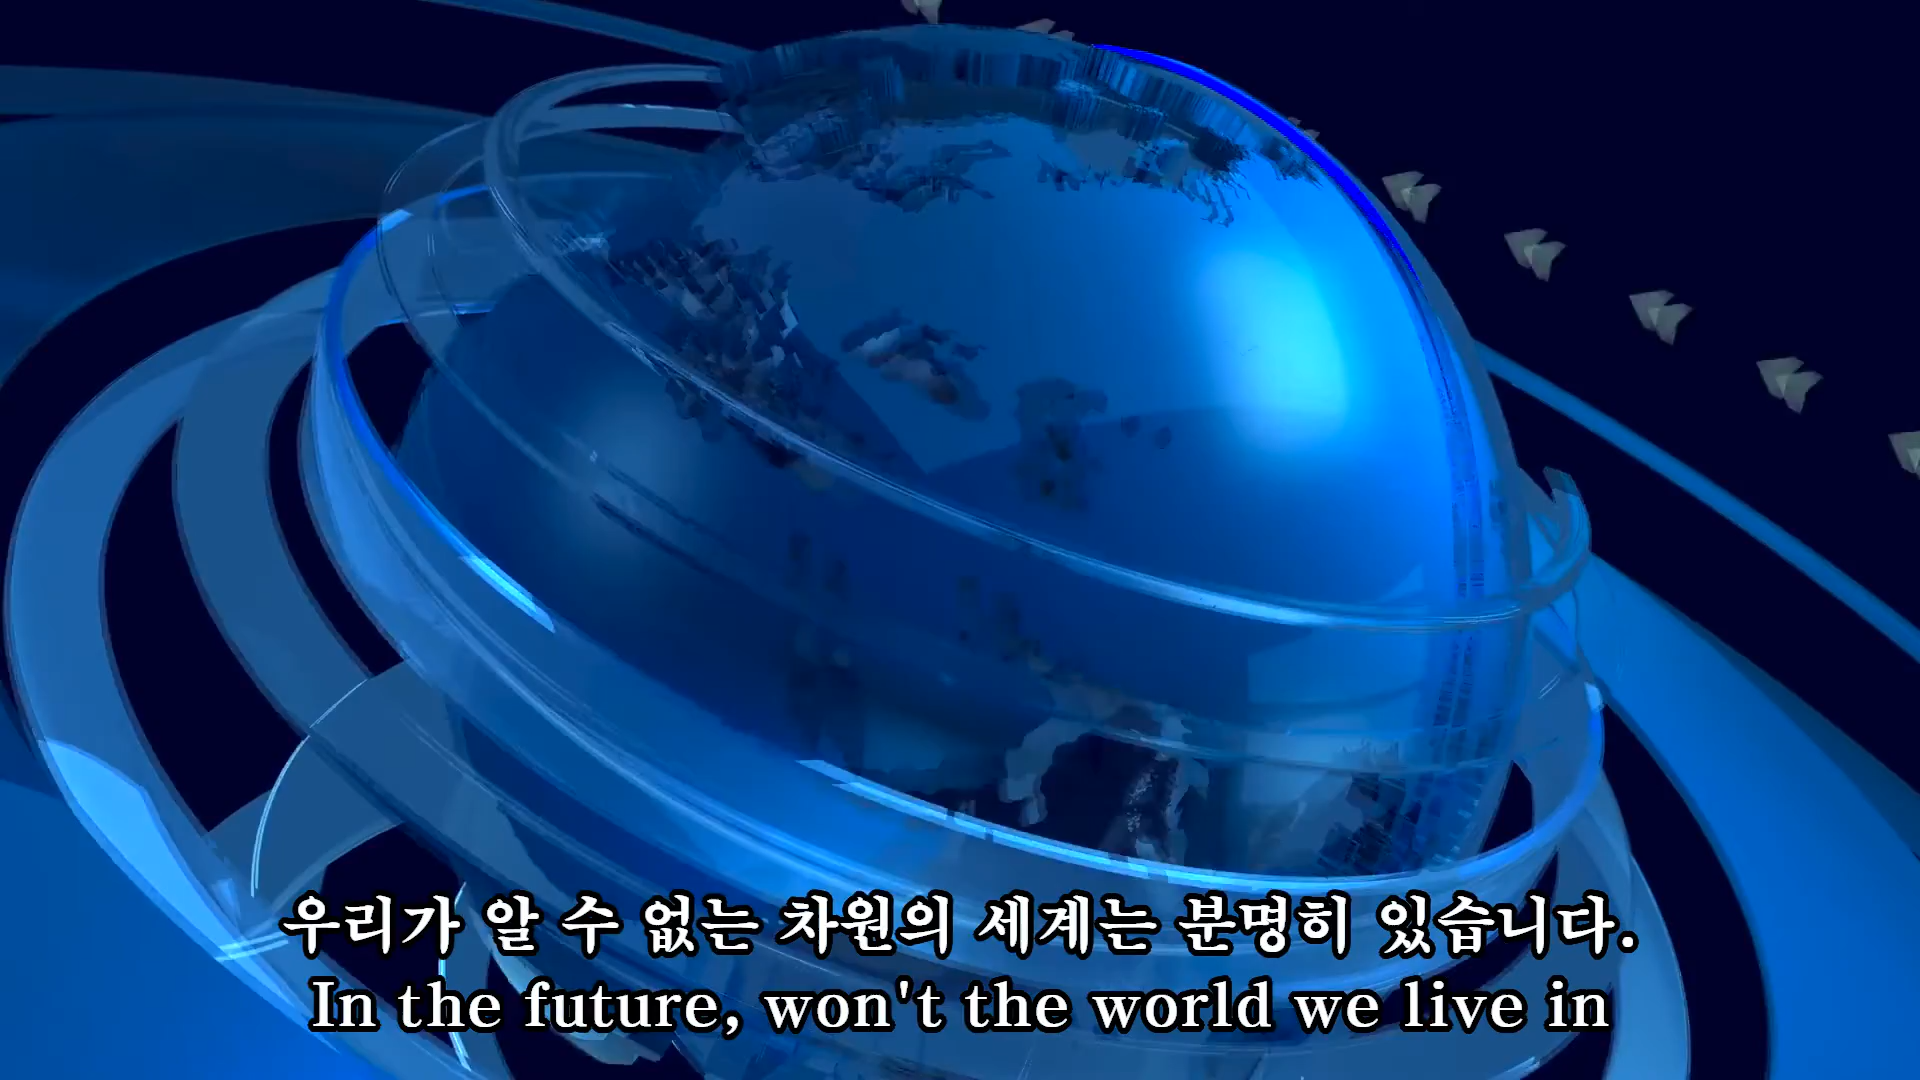 우리가 알 수 없는 차원의 세계는 분명히 있습니다.
In the future, won't the world we live in